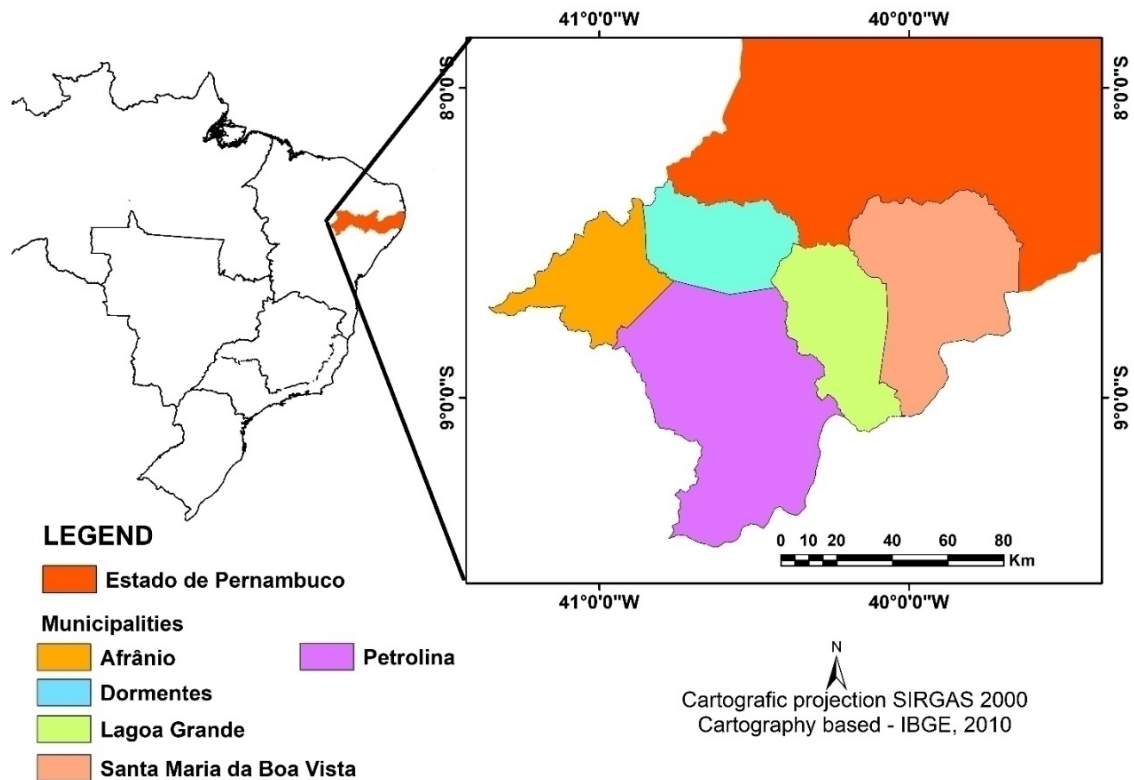 41°0'0"W 40°0'0"W
8°0'0"S 8°0'0"S
9°0'0"S 9°0'0"S
0 10 20 40 60 80
Km
41°0'0"W 40°0'0"W
LEGEND
Estado de Pernambuco
Municipalities
Afrânio
Petrolina
Dormentes
Lagoa Grande
Santa Maria da Boa Vista
N
Cartografic projection SIRGAS 2000
Cartography based - IBGE, 2010